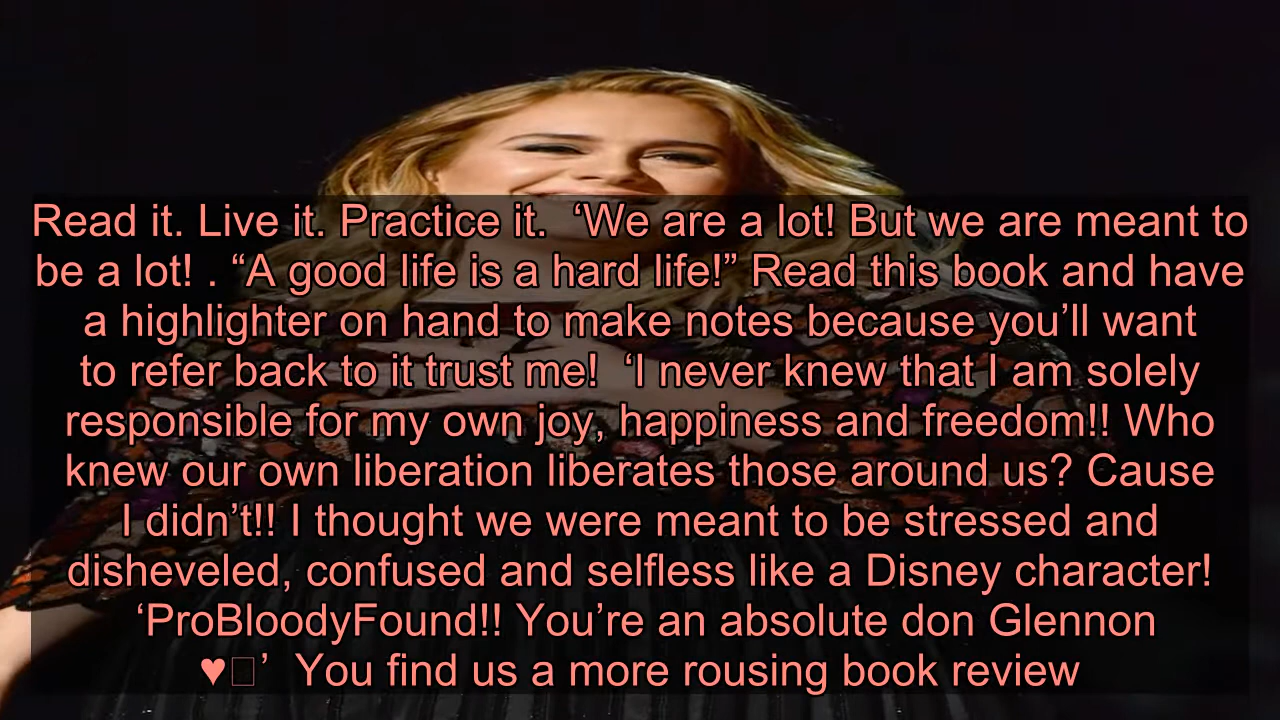 Read it. Live it. Practice it.  ‘We are a lot! But we are meant to
be a lot! . “A good life is a hard life!” Read this book and have
a highlighter on hand to make notes because you’ll want
to refer back to it trust me!  ‘I never knew that I am solely
responsible for my own joy, happiness and freedom!! Who
knew our own liberation liberates those around us? Cause
I didn’t!! I thought we were meant to be stressed and
disheveled, confused and selfless like a Disney character!
‘ProBloodyFound!! You’re an absolute don Glennon
♥□’  You find us a more rousing book review